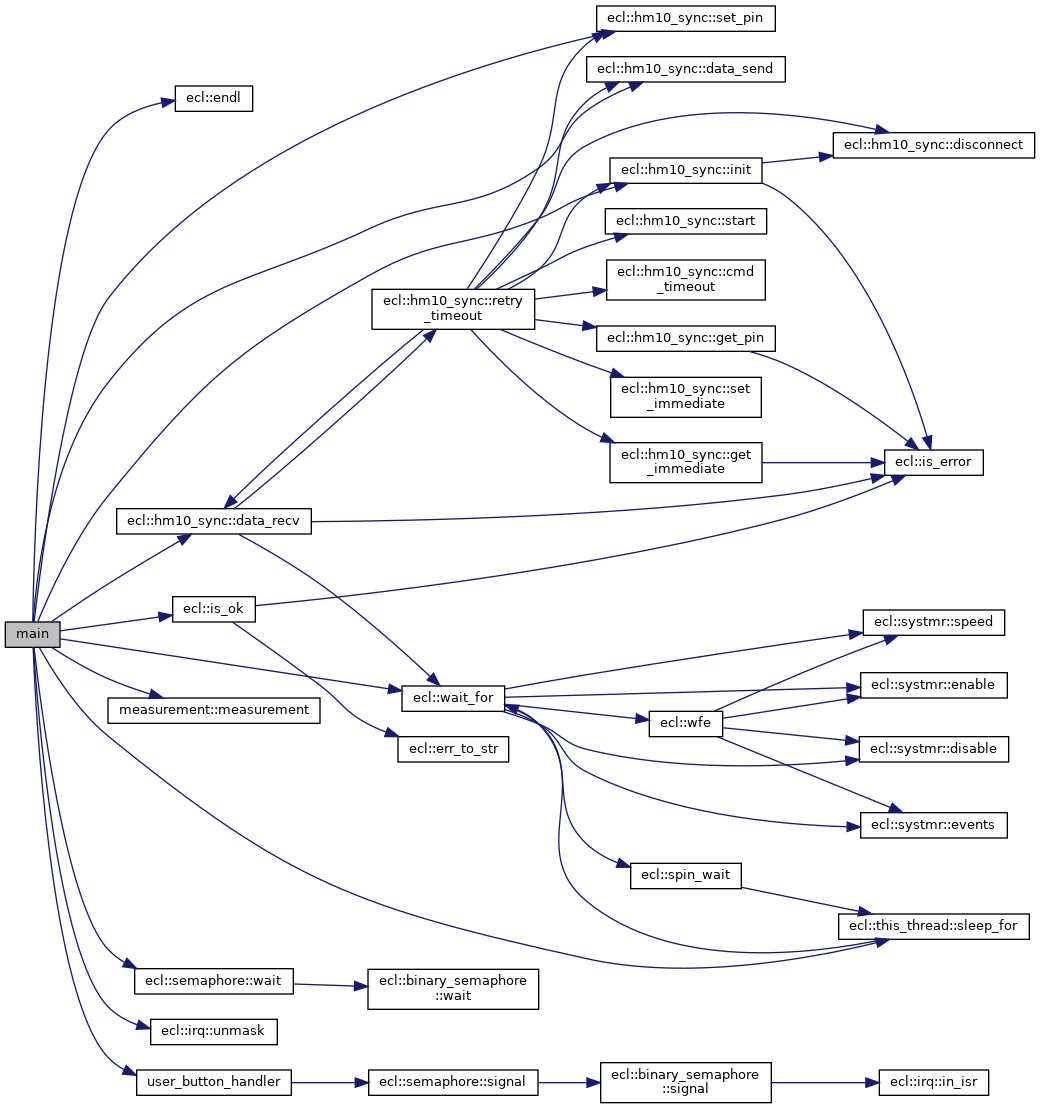 ecl::hm10_sync::set_pin
ecl::hm10_sync::data_send
ecl::endl
ecl::hm10_sync::disconnect
ecl::hm10_sync::init
ecl::hm10_sync::start
ecl::hm10_sync::cmd
_timeout
ecl::hm10_sync::retry
_timeout
ecl::hm10_sync::get_pin
ecl::hm10_sync::set
_immediate
ecl::hm10_sync::get
_immediate
ecl::is_error
ecl::hm10_sync::data_recv
ecl::is_ok
main
ecl::systmr::speed
ecl::systmr::enable
ecl::wait_for
measurement::measurement
ecl::wfe
ecl::err_to_str
ecl::systmr::disable
ecl::systmr::events
ecl::spin_wait
ecl::this_thread::sleep_for
ecl::semaphore::wait
ecl::binary_semaphore
::wait
ecl::irq::unmask
user_button_handler
ecl::semaphore::signal
ecl::binary_semaphore
::signal
ecl::irq::in_isr